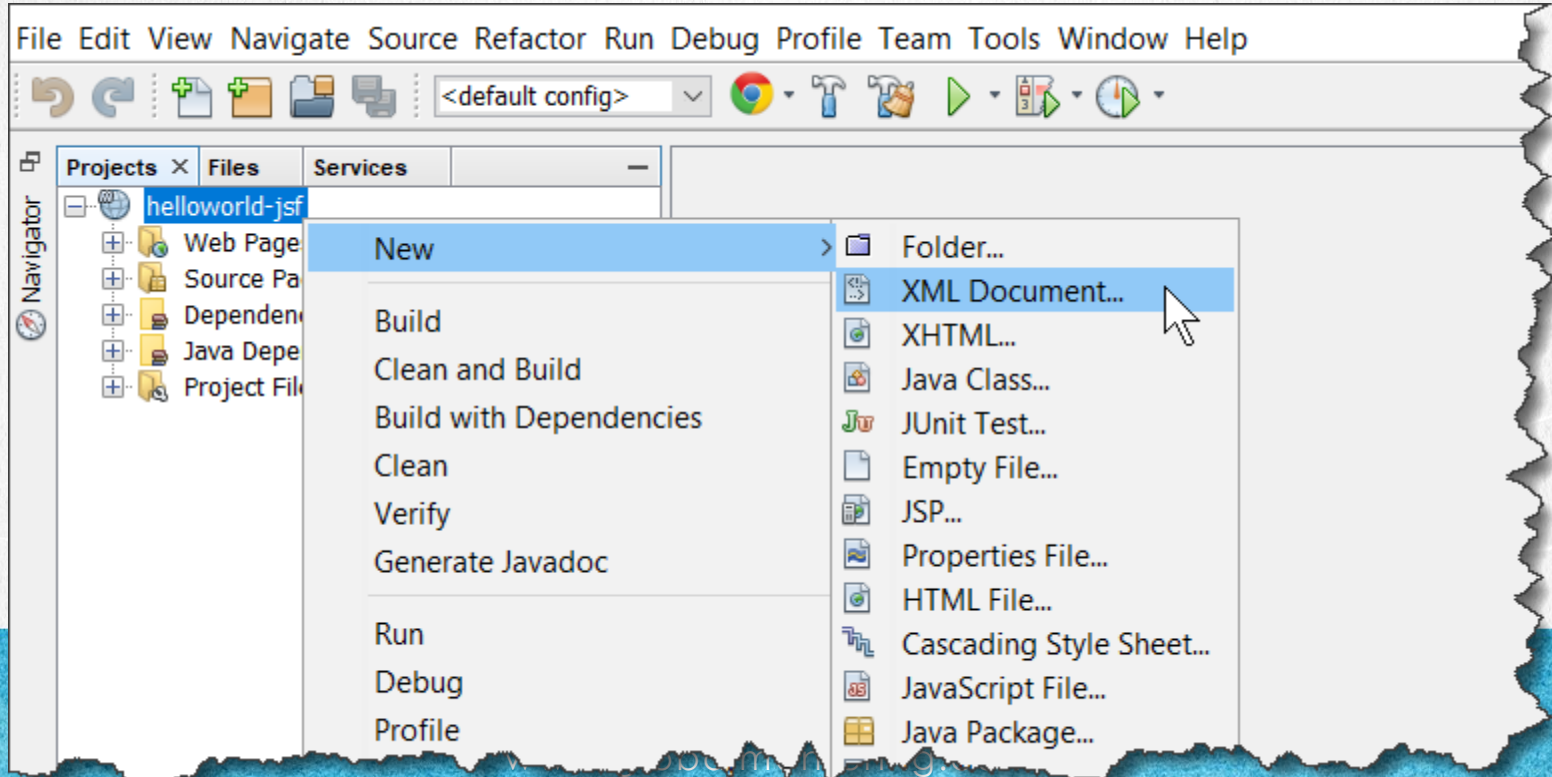 File Edit View Navigate Source Refactor Run Debug Profile Team Tools Window Help
<default config>
Projects Files Services
Navigator
helloworld-jsf
Web Page
Source Pa
Dependen
Java Depe
Project File
New
Build
Clean and Build
Build with Dependencies
Clean
Verify
Generate Javadoc
Run
Debug
Profile
Folder...
XML Document...
XHTML...
Java Class...
JUnit Test...
Empty File...
JSP...
Properties File...
HTML File...
Cascading Style Sheet...
JavaScript File...
Java Package...